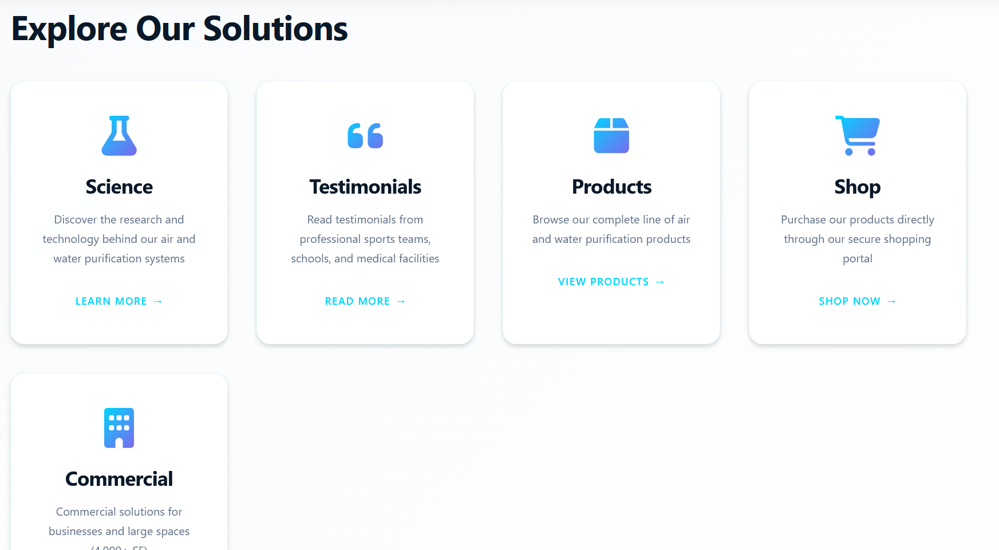 Explore Our Solutions
Science
Discover the research and
technology behind our air and
water purification systems
LEARN MORE →
Testimonials
Read testimonials from
professional sports teams,
schools, and medical facilities
READ MORE →
Products
Browse our complete line of air
and water purification products
VIEW PRODUCTS →
Shop
Purchase our products directly
through our secure shopping
portal
SHOP NOW →
Commercial
Commercial solutions for
businesses and large spaces
(4,000+ SF)